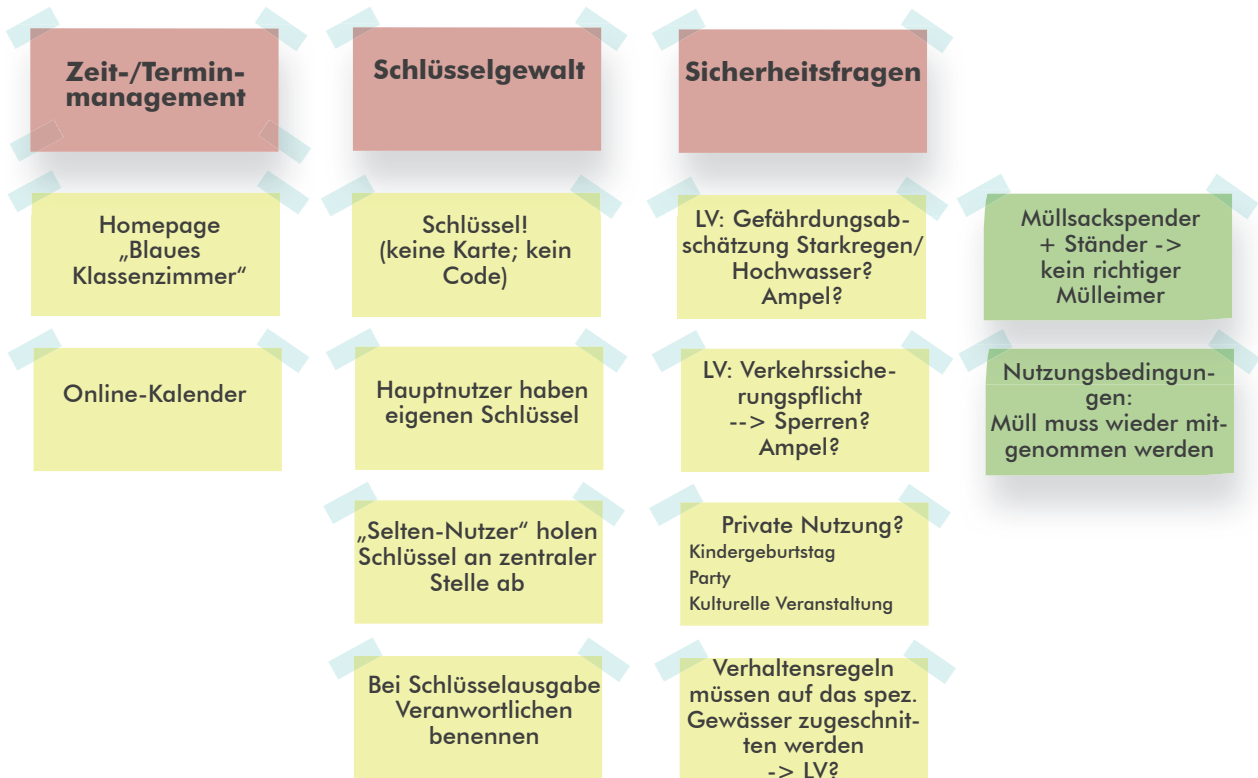 Zeit-/Termin-
management
Homepage
„Blaues
Klassenzimmer“
Online-Kalender
Schlüsselgewalt
Schlüssel!
(keine Karte; kein
Code)
Hauptnutzer haben
eigenen Schlüssel
„Selten-Nutzer“ holen
Schlüssel an zentraler
Stelle ab
Bei Schlüsselausgabe
Veranwortlichen
benennen
Sicherheitsfragen
LV: Gefährdungsab-
schätzung Starkregen/
Hochwasser?
Ampel?
LV: Verkehrssiche-
rungspflicht
--> Sperren?
Ampel?
Private Nutzung?
Kindergeburtstag
Party
Kulturelle Veranstaltung
Verhaltensregeln
müssen auf das spez.
Gewässer zugeschnit-
ten werden
-> LV?
Müllsackspender
+ Ständer ->
kein richtiger
Mülleimer
Nutzungsbedingun-
gen:
Müll muss wieder mit-
genommen werden